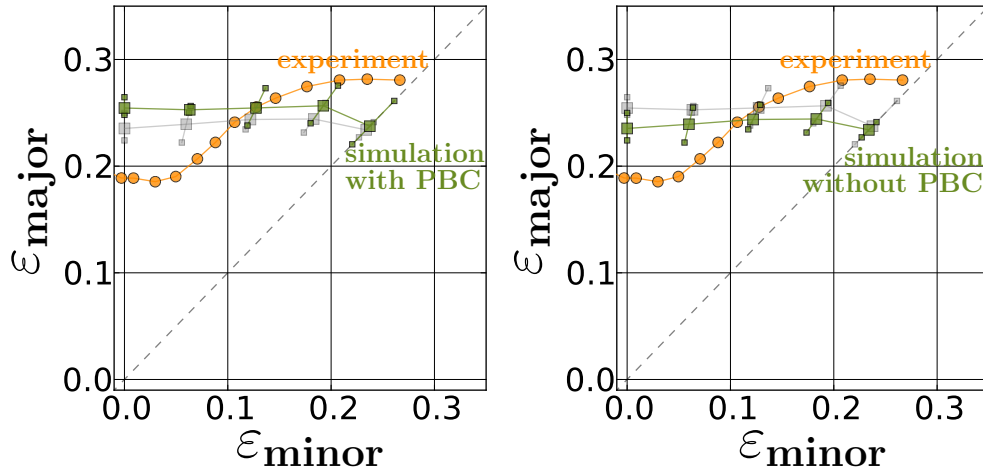 0.3
experiment
0.2
simulation
with PBC
0.1
0.0
0.0 0.1 0.2 0.3
ε major
ε minor
0.3
experiment
0.2
simulation
without PBC
0.1
0.0
0.0 0.1 0.2 0.3
ε major
ε minor